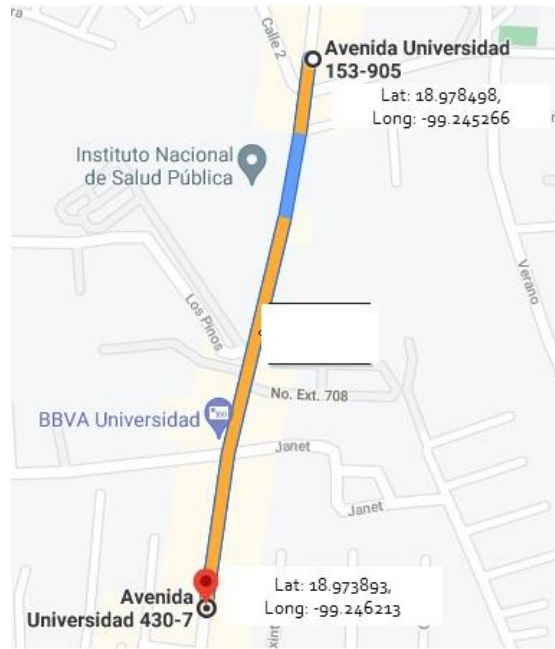 Calle 2
Avenida Universidad
153-905
Lat: 18.978498,
Long: -99.245266
Instituto Nacional
de Salud Pública
Verano
Los Pinos
No. Ext. 708
BBVA Universidad
Janet
Janet
Lat: 18.973893,
Long: -99.246213
Avenida
Universidad 430-7